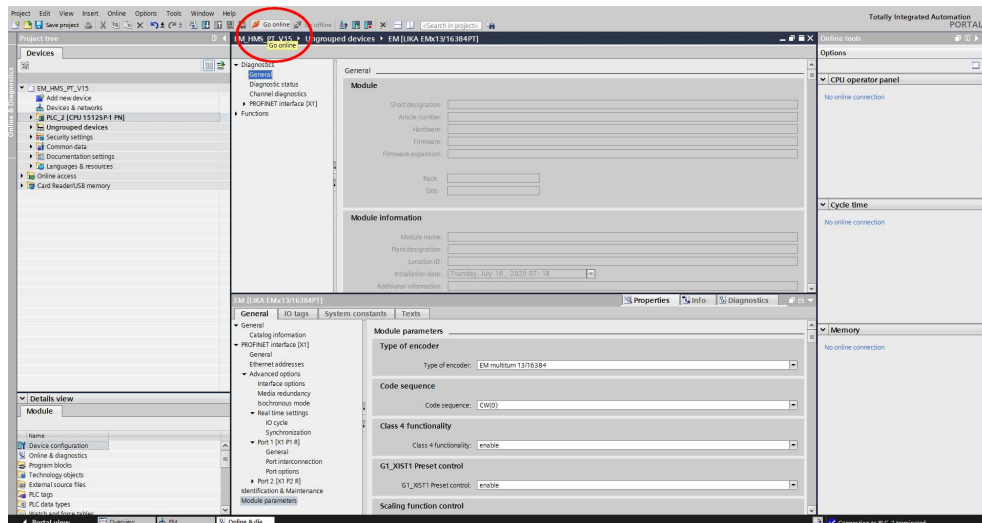 Project Edit View Insert Online Options Tools Window Help
Totally Integrated Automation
PORTAL
Save project
Go online
Go offline
<Search in project>
Go online
Project tree
Devices
Online & Diagnostics
EM_HMS_PT_V15
Add new device
Devices & networks
PLC_2 [CPU 1512SP-1 PN]
Ungrouped devices
Security settings
Common data
Documentation settings
Languages & resources
Online access
Card Reader/USB memory
Details view
Module
Name
Device configuration
Online & diagnostics
Program blocks
Technology objects
External source files
PLC tags
PLC data types
Watch and force tables
EM_HMS_PT_V15 Ungrouped devices EM [LIKA EMx13/16384PT]
Diagnostics
General
Diagnostic status
Channel diagnostics
PROFINET interface [X1]
Functions
General
Module
Short designation:
Article number:
Hardware:
Firmware:
Firmware expansion:
Rack:
Slot:
Module information
Module name:
Plant designation:
Location ID:
Installation date: Thursday, July 16, 2020 07:18
Additional information:
EM [LIKA EMx13/16384PT]
Properties
Info
Diagnostics
General IO tags System constants Texts
General
Catalog information
PROFINET interface [X1]
General
Ethernet addresses
Advanced options
Interface options
Media redundancy
Isochronous mode
Real time settings
IO cycle
Synchronization
Port 1 [X1 P1 R]
General
Port interconnection
Port options
Port 2 [X1 P2 R]
Identification & Maintenance
Module parameters
Module parameters
Type of encoder
Type of encoder: EM multiturn 13/16384
Code sequence
Code sequence: CW(0)
Class 4 functionality
Class 4 functionality: enable
G1_XIST1 Preset control
G1_XIST1 Preset control: enable
Scaling function control
Online tools
Options
CPU operator panel
No online connection
Cycle time
No online connection
Memory
No online connection
Portal view
Overview
EM
Online & dia...
Connection to PLC_2 terminated.